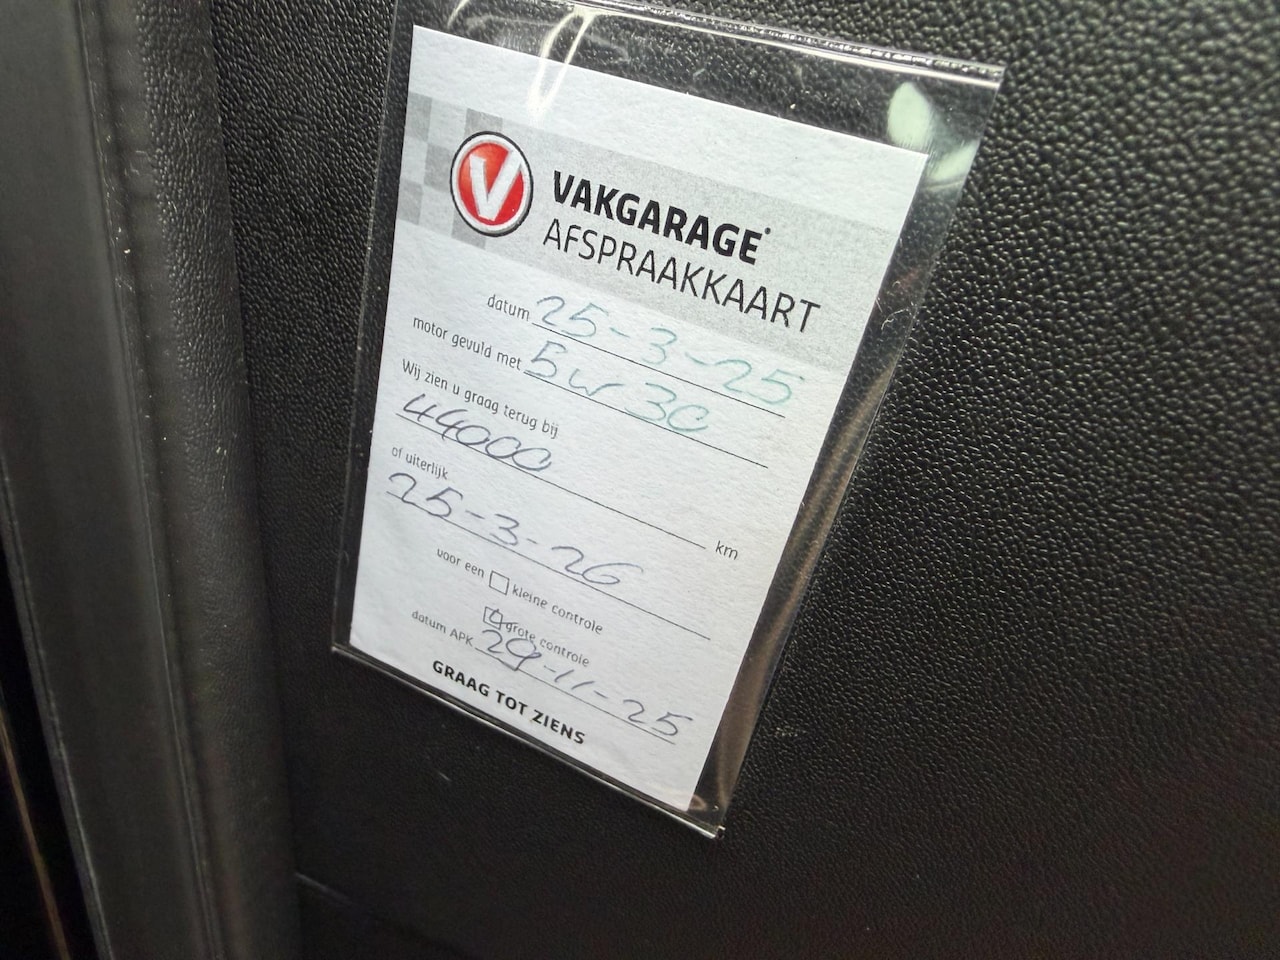 V VAKGARAGE®
AFSPRAAKKAART
datum 25-3-25
motor gevuld met 5w30
Wij zien u graag terug bij
44000 km
of uiterlijk
25-3-26
voor een kleine controle
grote controle
datum APK 29-11-25
GRAAG TOT ZIENS